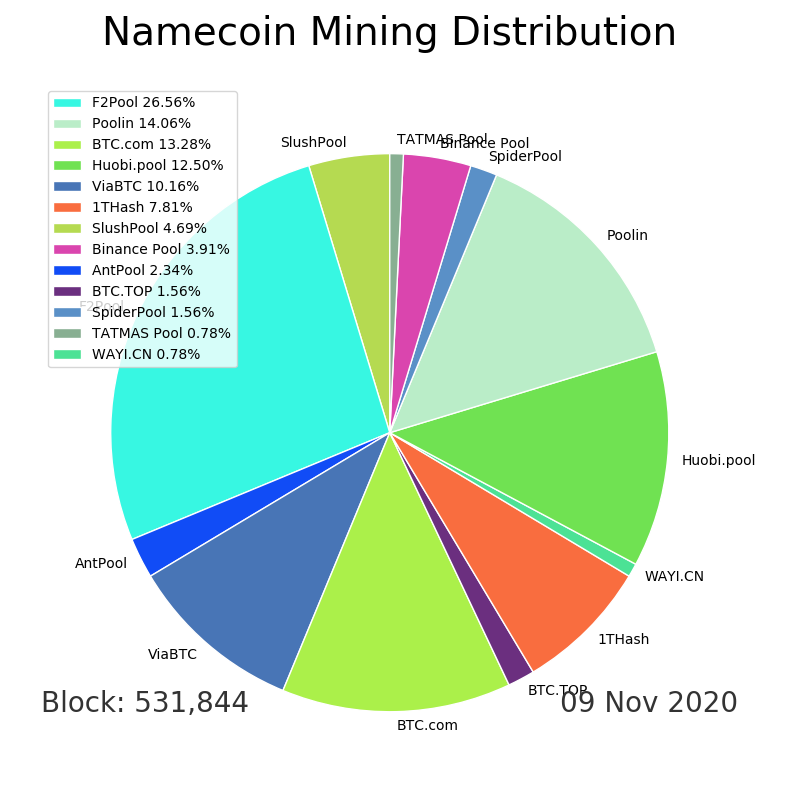 Namecoin Mining Distribution
F2Pool 26.56%
Poolin 14.06%
BTC.com 13.28%
Huobi.pool 12.50%
ViaBTC 10.16%
1THash 7.81%
SlushPool 4.69%
Binance Pool 3.91%
AntPool 2.34%
BTC.TOP 1.56%
SpiderPool 1.56%
TATMAS Pool 0.78%
WAYI.CN 0.78%
SlushPool
TATMAS Pool
Binance Pool
SpiderPool
Poolin
F2Pool
Huobi.pool
AntPool
WAYI.CN
1THash
ViaBTC
BTC.TOP
BTC.com
Block: 531,844
09 Nov 2020